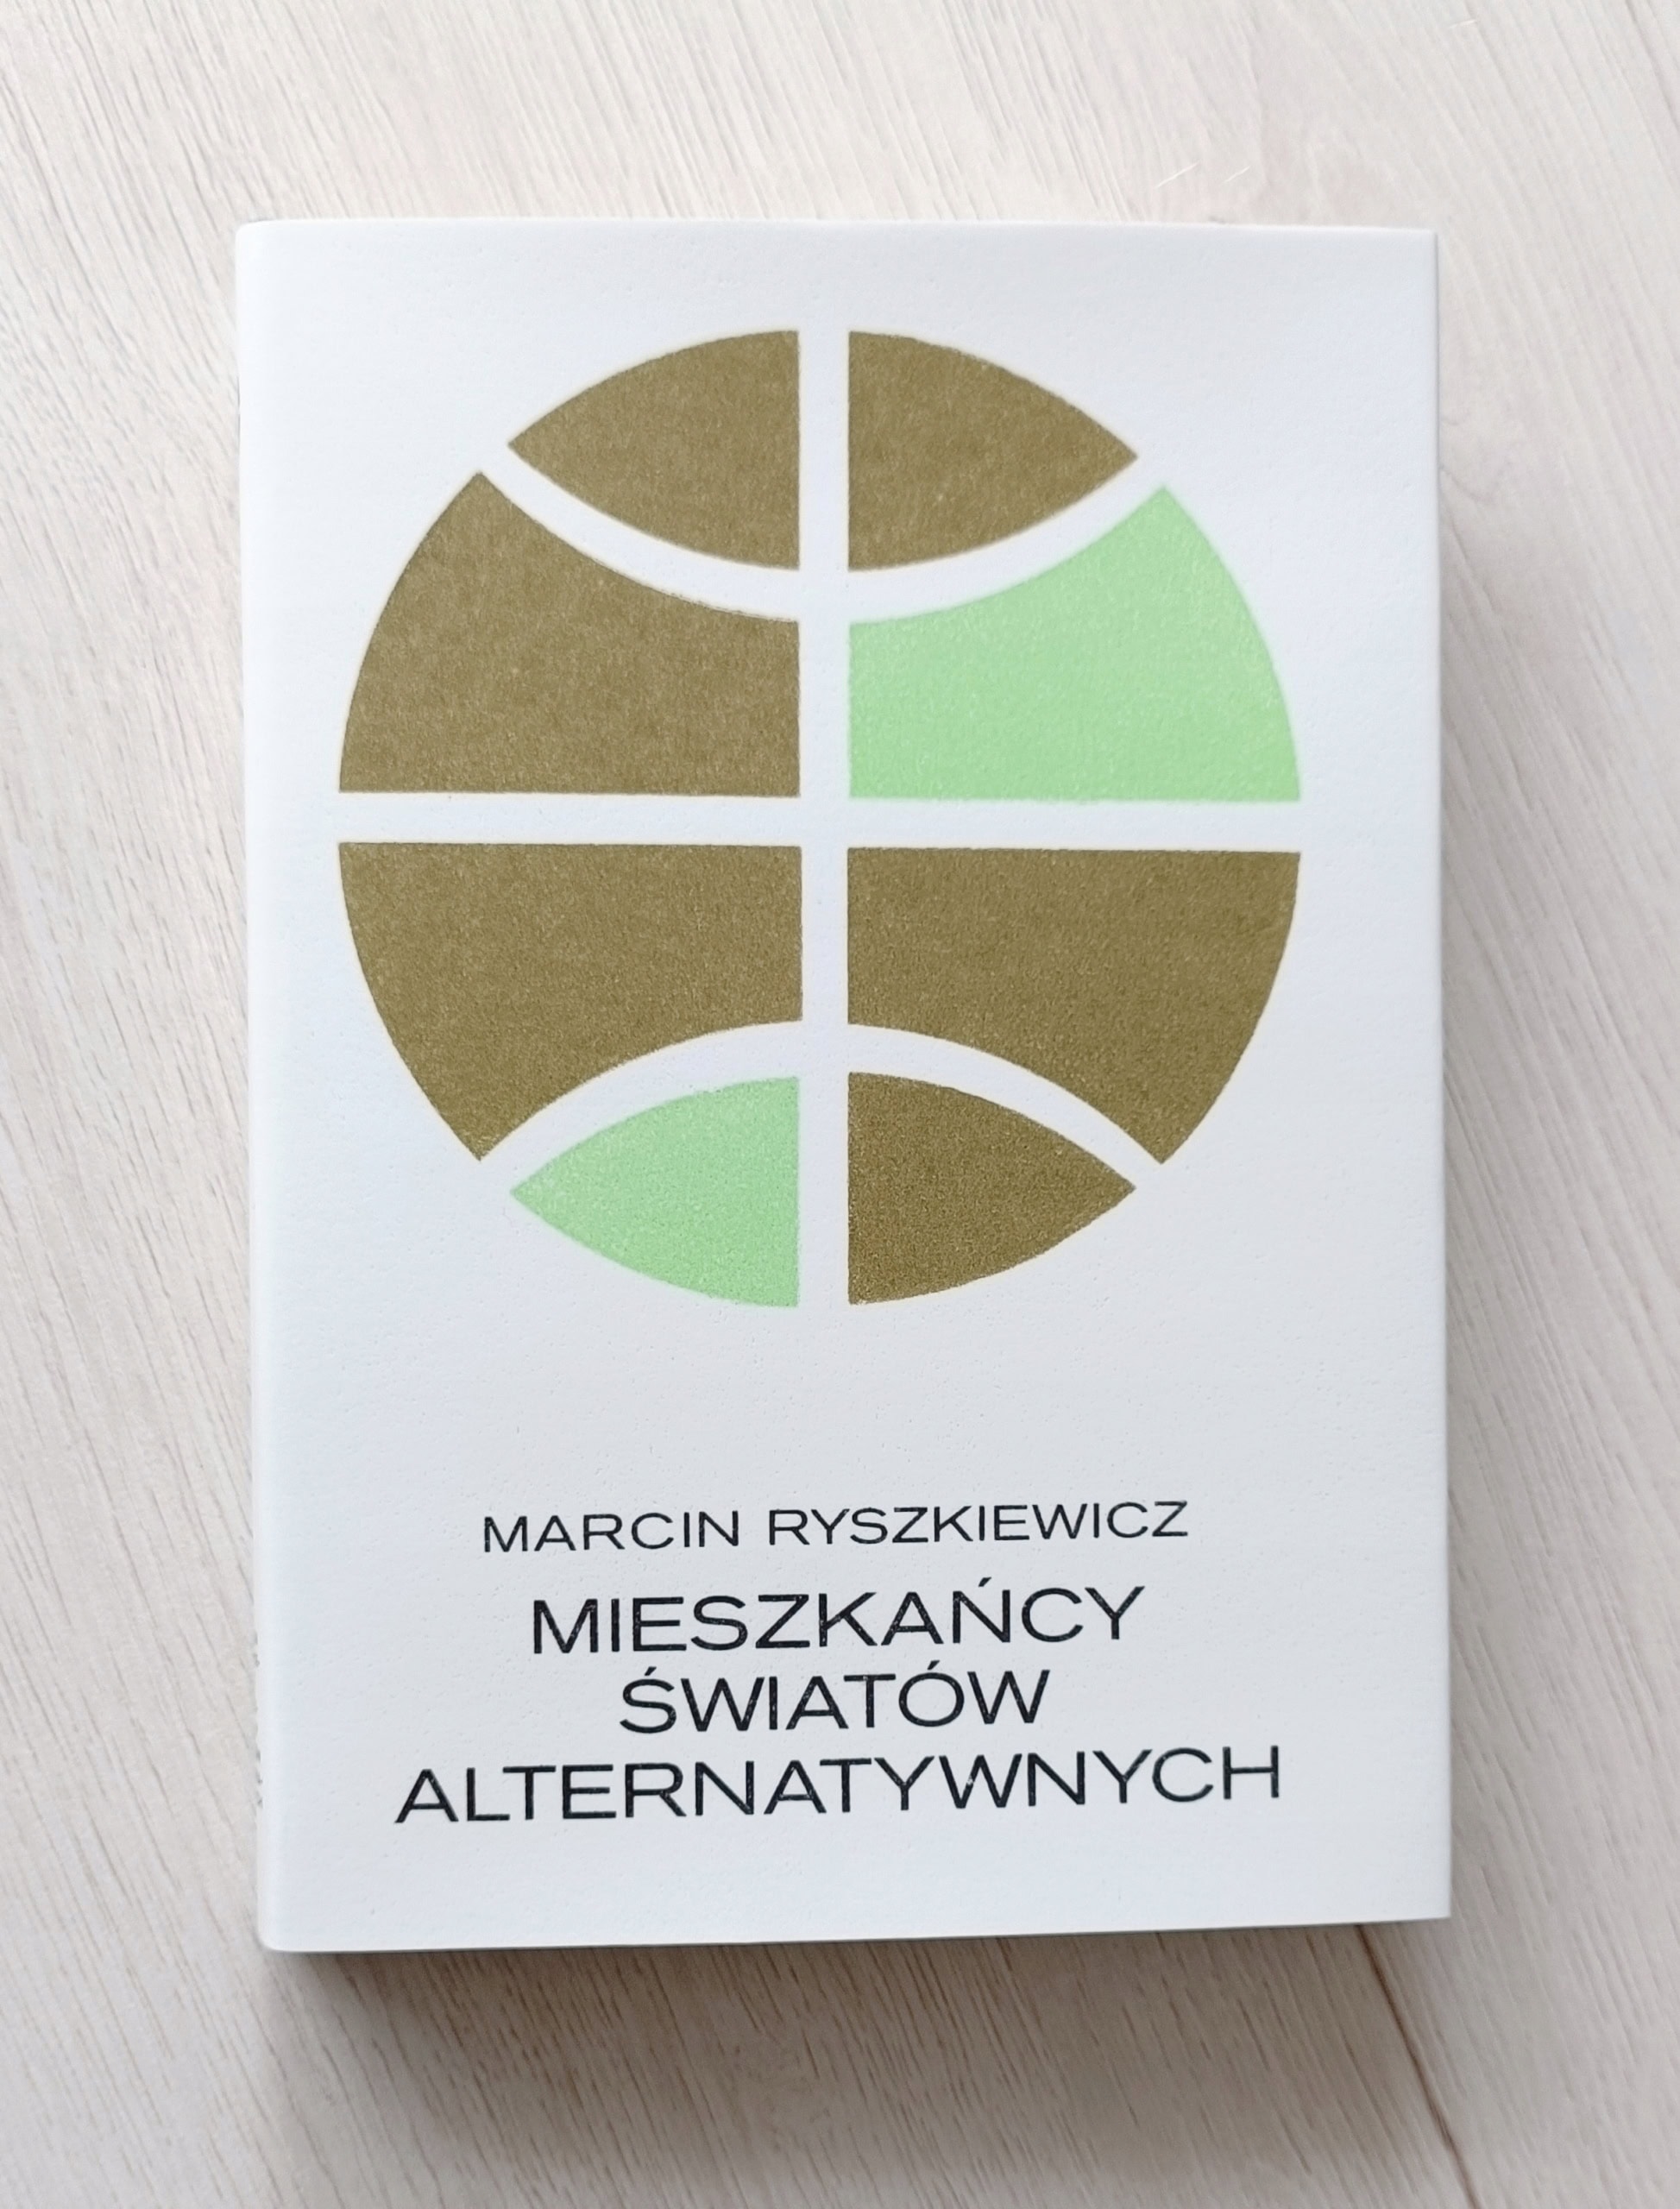 MARCIN RYSZKIEWICZ
MIESZKAŃCY
ŚWIATÓW
ALTERNATYWNYCH